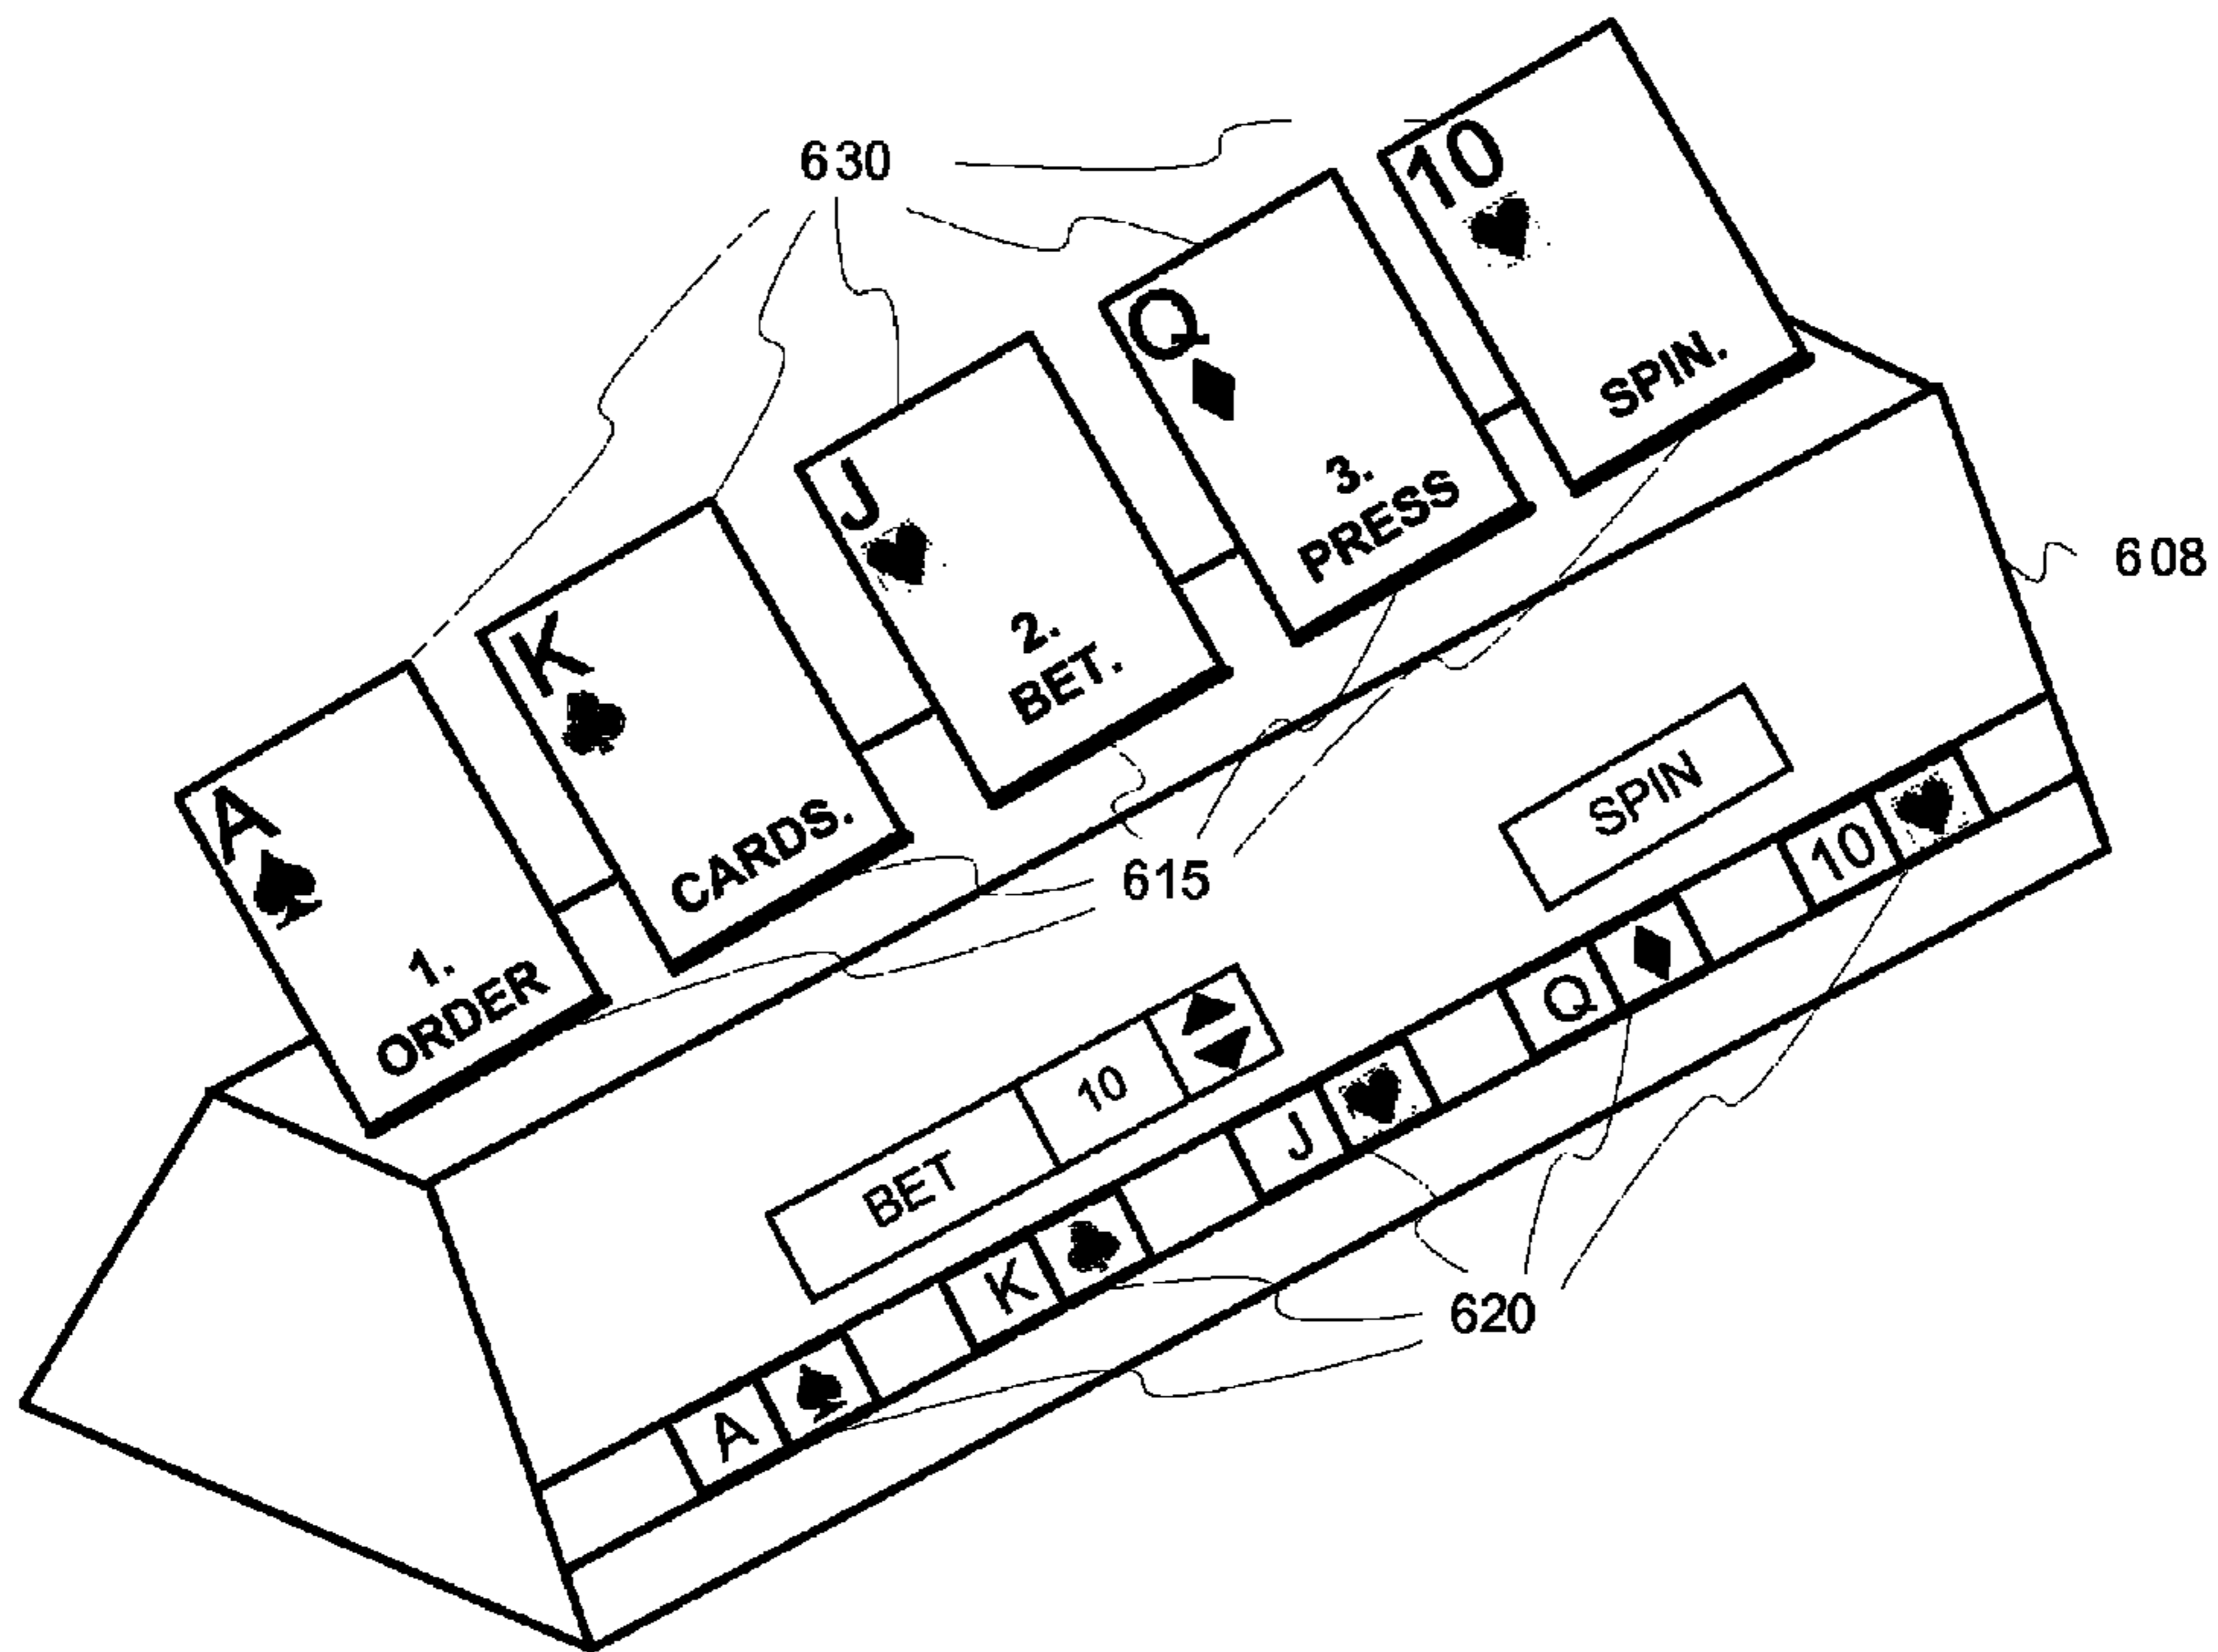 630
10
SPIN.
Q
3.
PRESS
J
2.
BET.
K
CARDS.
A
1.
ORDER
608
615
SPIN
BET 10
A K J Q 10
620